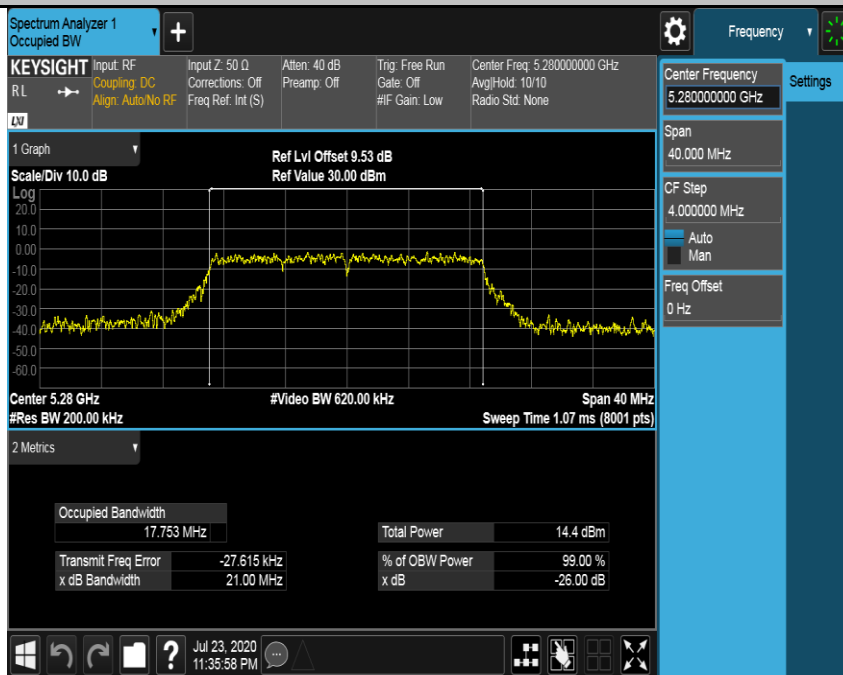 Spectrum Analyzer 1
Occupied BW
+
Frequency
KEYSIGHT
RL
LXI
Input: RF
Coupling: DC
Align: Auto/No RF
Input Z: 50 Ω
Corrections: Off
Freq Ref: Int (S)
Atten: 40 dB
Preamp: Off
Trig: Free Run
Gate: Off
#IF Gain: Low
Center Freq: 5.280000000 GHz
Avg|Hold: 10/10
Radio Std: None
Center Frequency
5.280000000 GHz
Settings
Span
40.000 MHz
CF Step
4.000000 MHz
Auto
Man
Freq Offset
0 Hz
1 Graph
Scale/Div 10.0 dB
Ref Lvl Offset 9.53 dB
Ref Value 30.00 dBm
Log
20.0
10.0
0.00
-10.0
-20.0
-30.0
-40.0
-50.0
-60.0
Center 5.28 GHz
#Video BW 620.00 kHz
Span 40 MHz
#Res BW 200.00 kHz
Sweep Time 1.07 ms (8001 pts)
2 Metrics
Occupied Bandwidth
17.753 MHz
Total Power 14.4 dBm
Transmit Freq Error -27.615 kHz
% of OBW Power 99.00 %
x dB Bandwidth 21.00 MHz
x dB -26.00 dB
?
Jul 23, 2020
11:35:58 PM